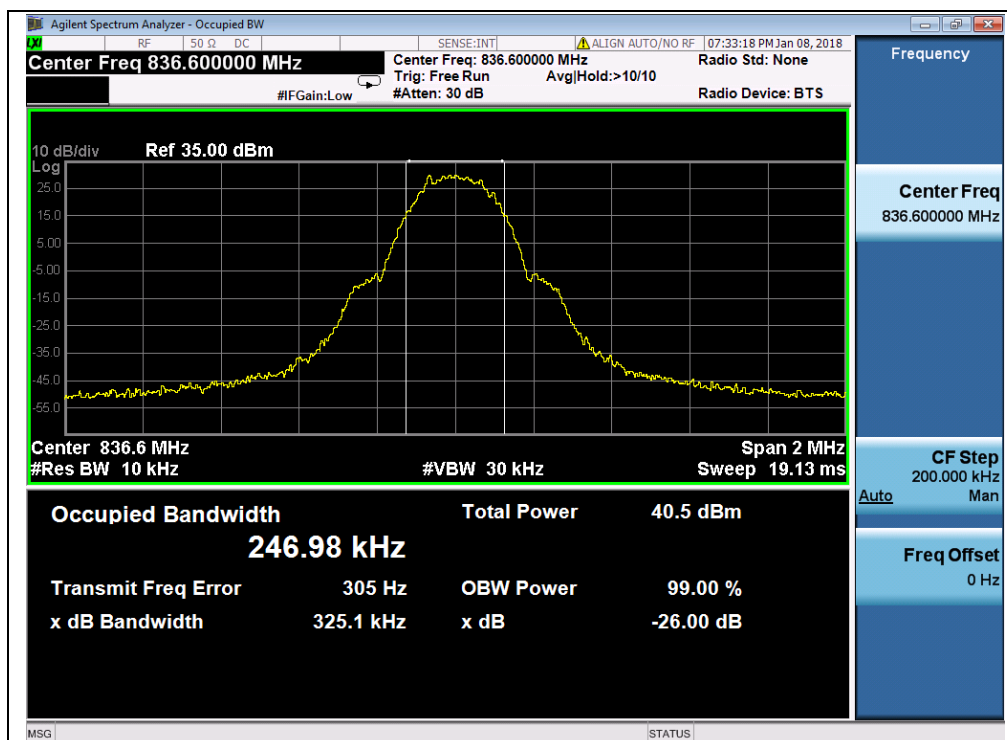 Agilent Spectrum Analyzer - Occupied BW
LXI RF 50 Ω DC SENSE:INT ALIGN AUTO/NO RF 07:33:18 PM Jan 08, 2018
Center Freq 836.600000 MHz
Center Freq: 836.600000 MHz
Radio Std: None
Trig: Free Run Avg|Hold:>10/10
#IFGain:Low #Atten: 30 dB Radio Device: BTS
10 dB/div Ref 35.00 dBm
Log
25.0
15.0
5.00
-5.00
-15.0
-25.0
-35.0
-45.0
-55.0
Center 836.6 MHz Span 2 MHz
#Res BW 10 kHz #VBW 30 kHz Sweep 19.13 ms
Occupied Bandwidth Total Power 40.5 dBm
246.98 kHz
Transmit Freq Error 305 Hz OBW Power 99.00 %
x dB Bandwidth 325.1 kHz x dB -26.00 dB
MSG STATUS
Frequency
Center Freq
836.600000 MHz
CF Step
200.000 kHz
Auto Man
Freq Offset
0 Hz